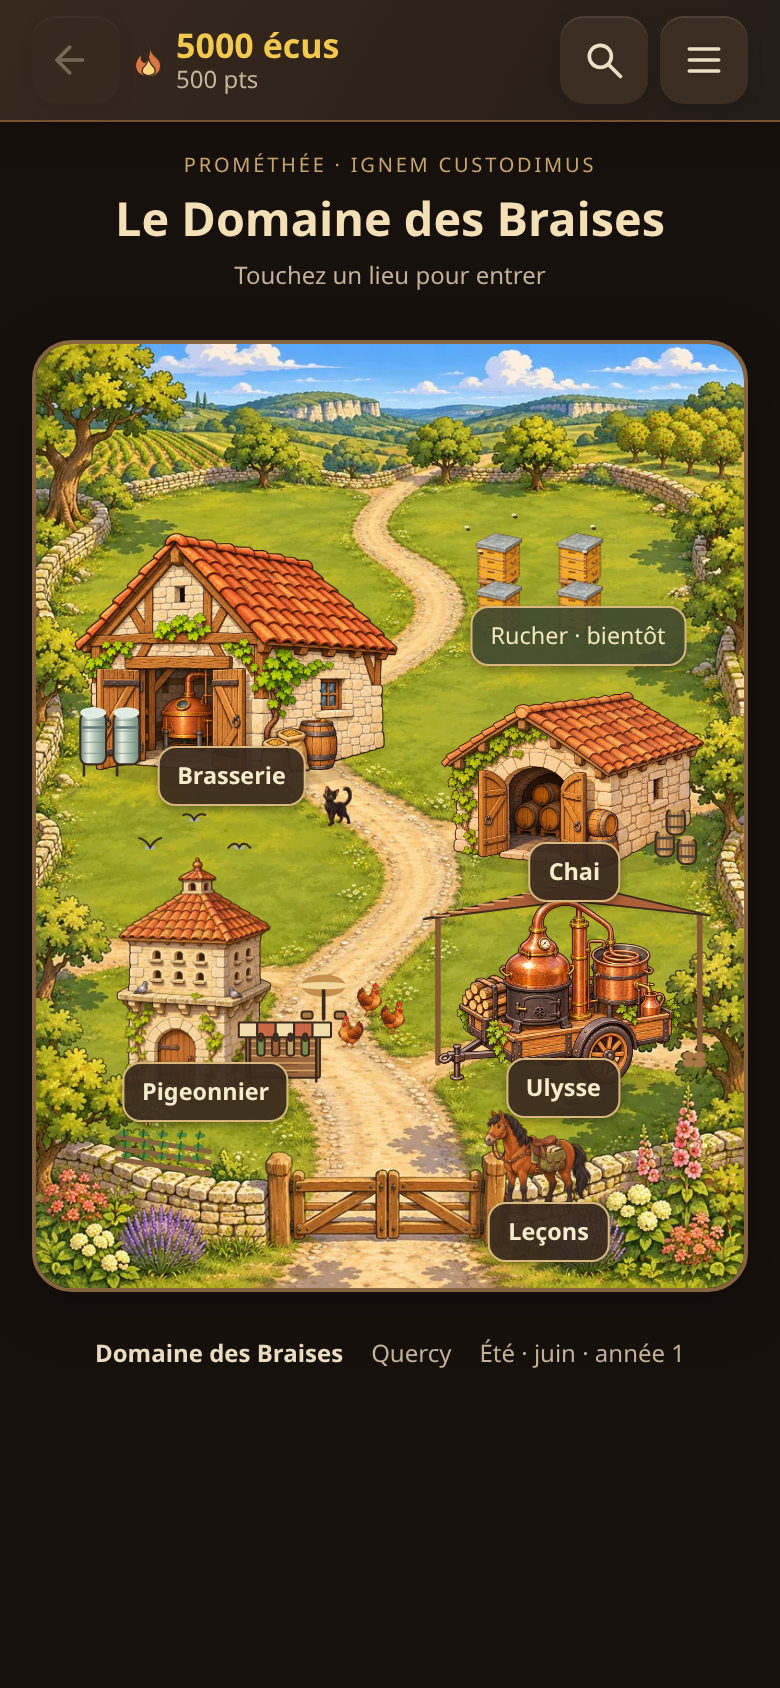 5000 écus
500 pts
PROMÉTHÉE · IGNEM CUSTODIMUS
Le Domaine des Braises
Touchez un lieu pour entrer
Rucher · bientôt
Brasserie
Chai
Pigeonnier
Ulysse
Leçons
Domaine des Braises Quercy Été · juin · année 1